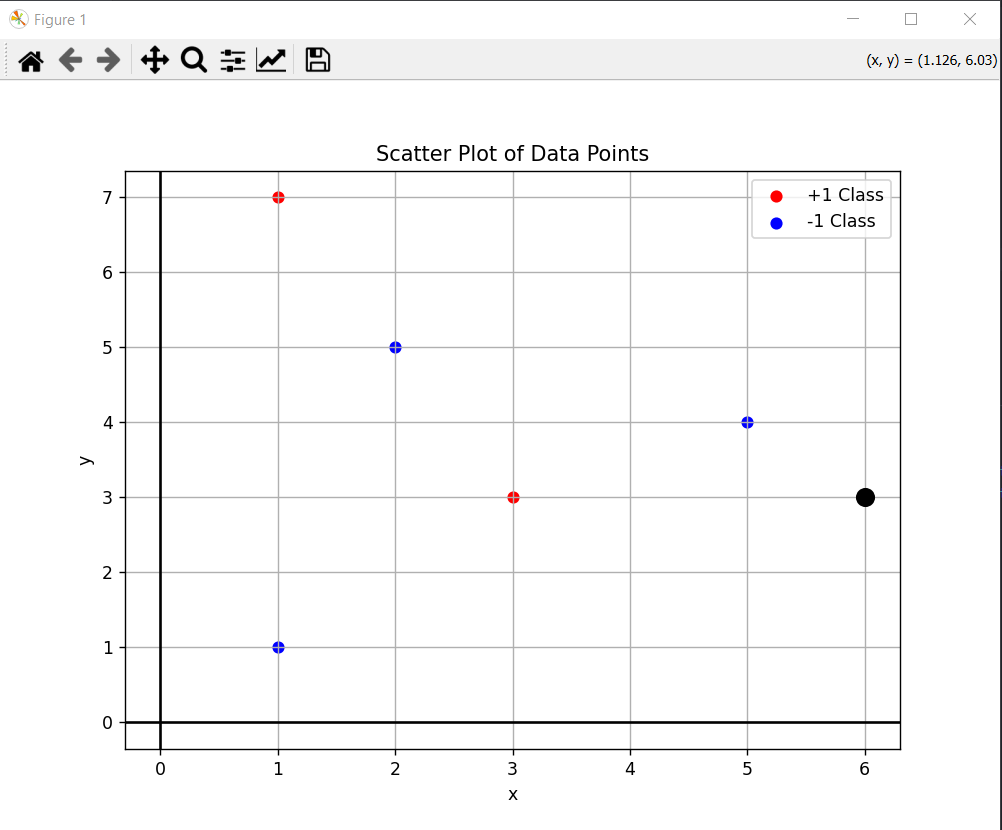 Figure 1
(x, y) = (1.126, 6.03)
Scatter Plot of Data Points
+1 Class
-1 Class
7
6
5
4
3
2
1
0
y
0 1 2 3 4 5 6
x